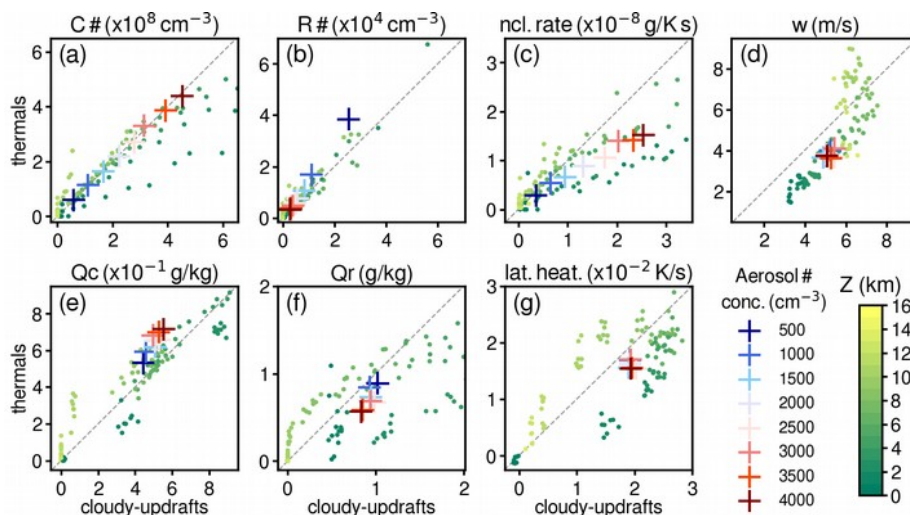 C # (x10⁸ cm⁻³)
R # (x10⁴ cm⁻³)
ncl. rate (x10⁻⁸ g/K s)
w (m/s)
(a)
(b)
(c)
(d)
thermals
6
4
2
0
0 2 4 6
6
4
2
0
0 2 4 6
3
2
1
0
0 1 2 3
8
6
4
2
2 4 6 8
Qc (x10⁻¹ g/kg)
Qr (g/kg)
lat. heat. (x10⁻² K/s)
(e)
(f)
(g)
thermals
8
6
4
2
0
0 2 4 6 8
cloudy-updrafts
2
1
0
0 1 2
cloudy-updrafts
3
2
1
0
0 1 2 3
cloudy-updrafts
Aerosol #
conc. (cm⁻³)
500
1000
1500
2000
2500
3000
3500
4000
Z (km)
16
14
12
10
8
6
4
2
0